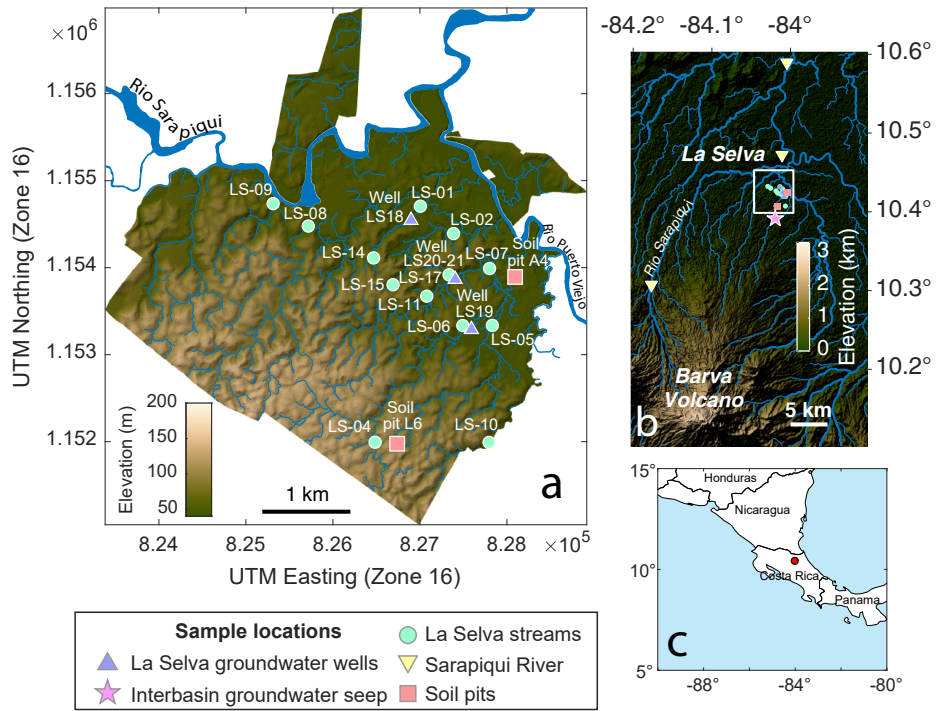 ×10⁶
1.156
1.155
1.154
1.153
1.152
UTM Northing (Zone 16)
Rio Sarapiqui
LS-09
LS-08
Well
LS18
LS-01
LS-02
LS-14
Well
LS20-21
LS-07
Soil
pit A4
Rio Puerto Viejo
LS-15
LS-17
LS-11
Well
LS19
LS-06
LS-05
LS-04
Soil
pit L6
LS-10
Elevation (m)
200
150
100
50
1 km
a
8.24
8.25
8.26
8.27
8.28
×10⁵
UTM Easting (Zone 16)
-84.2°
-84.1°
-84°
10.6°
10.5°
10.4°
10.3°
10.2°
La Selva
Rio Sarapiqui
3
2
1
0
Elevation (km)
Barva
Volcano
5 km
b
15°
10°
5°
Honduras
Nicaragua
Costa Rica
Panama
c
-88°
-84°
-80°
Sample locations
La Selva groundwater wells
Interbasin groundwater seep
La Selva streams
Sarapiqui River
Soil pits